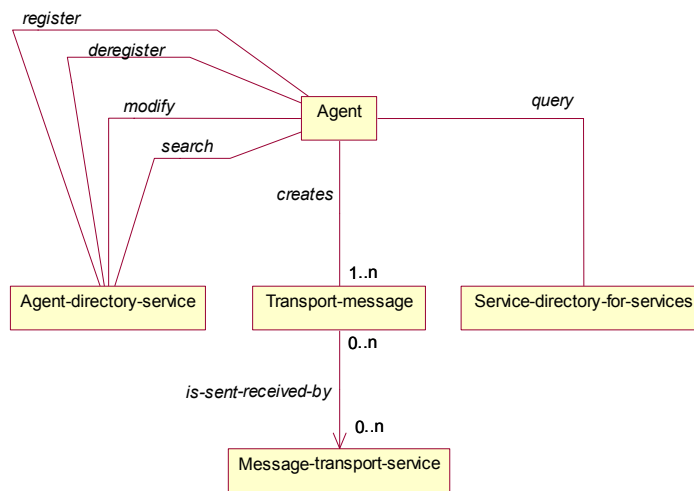 register
deregister
Agent
query
modify
search
creates
1..n
Agent-directory-service
Transport-message
Service-directory-for-services
0..n
is-sent-received-by
0..n
Message-transport-service